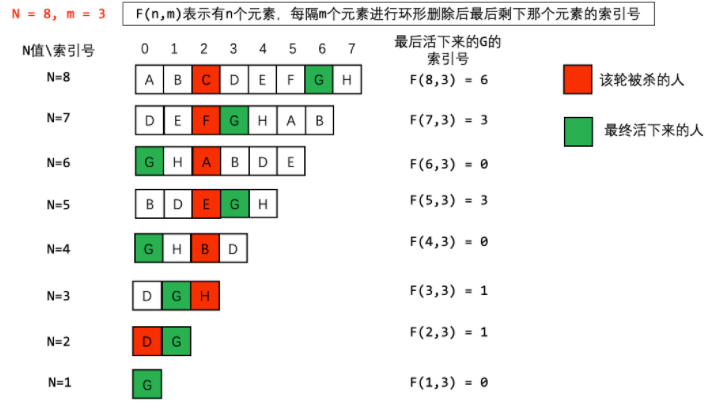 N = 8, m = 3 F(n,m)表示有n个元素，每隔m个元素进行环形删除后最后剩下那个元素的索引号
N值\索引号 0 1 2 3 4 5 6 7 最后活下来的G的
索引号
N=8 A B C D E F G H F(8,3) = 6 该轮被杀的人
N=7 D E F G H A B F(7,3) = 3 最终活下来的人
N=6 G H A B D E F(6,3) = 0
N=5 B D E G H F(5,3) = 3
N=4 G H B D F(4,3) = 0
N=3 D G H F(3,3) = 1
N=2 D G F(2,3) = 1
N=1 G F(1,3) = 0